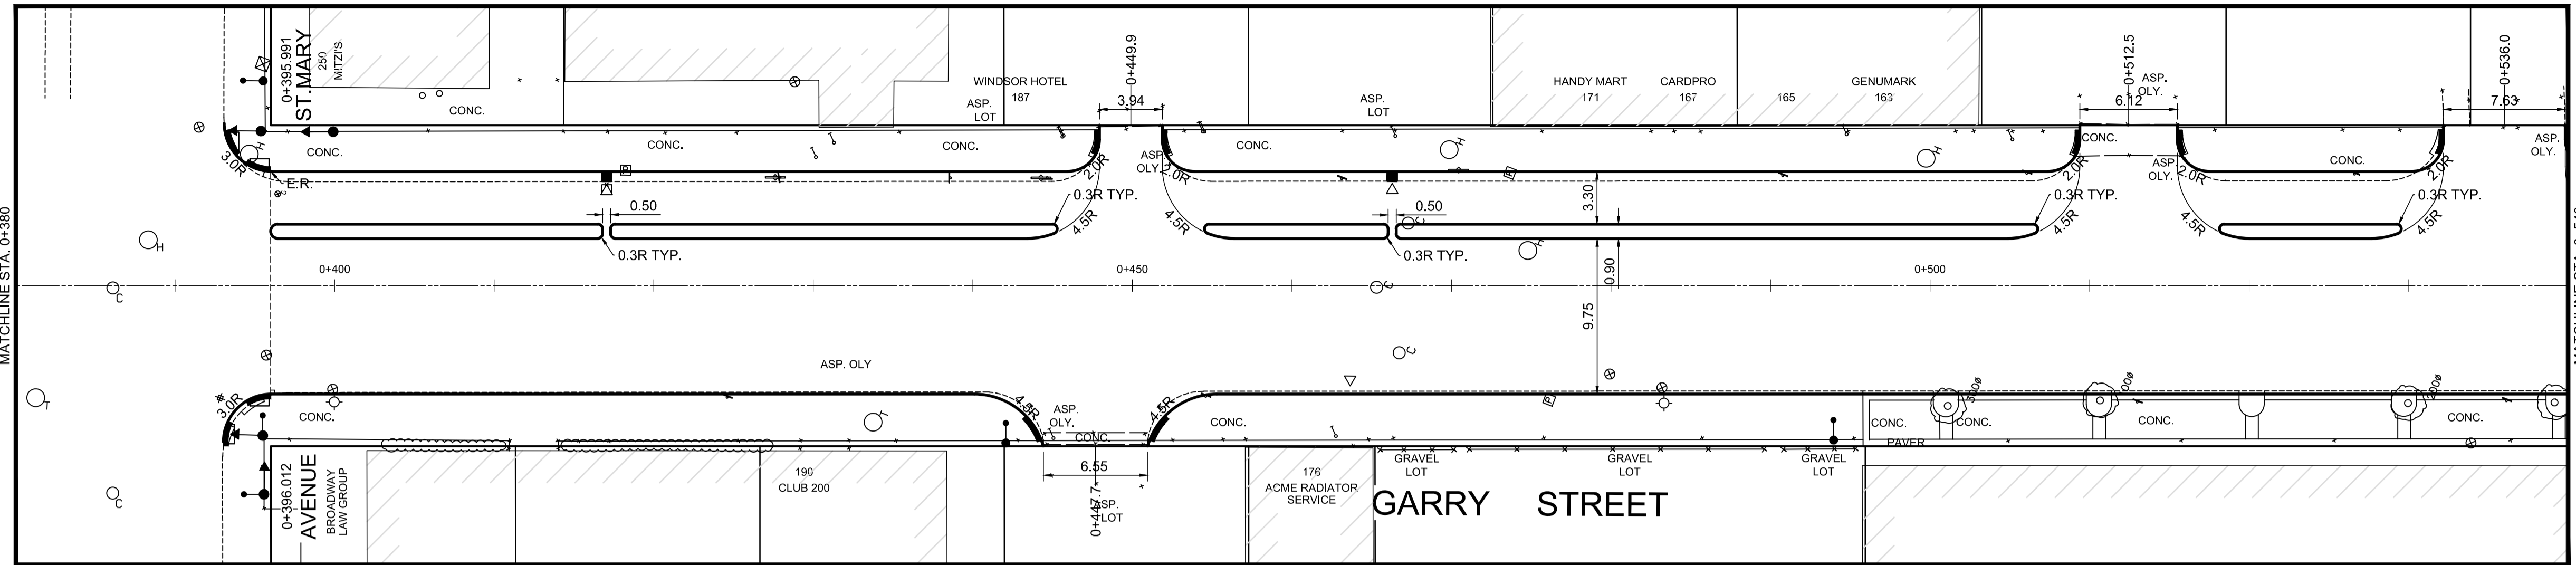 MATCHLINE STA. 0+380
0+395.991
ST.MARY
250
MITZI'S
CONC.
WINDSOR HOTEL
187
ASP.
LOT
3.94
0+449.9
ASP.
LOT
HANDY MART
171
CARDPRO
167
165
GENUMARK
163
0+512.5
ASP.
OLY.
6.12
0+536.0
7.63
CONC.
CONC.
CONC.
ASP.
OLY.
CONC.
CONC.
ASP.
OLY.
CONC.
ASP.
OLY.
H
3.0R
E.R.
P
2.0R
2.0R
H
H
2.0R
2.0R
2.0R
0.50
0.3R TYP.
4.5R
4.5R
0.50
C
3.30
0.3R TYP.
4.5R
4.5R
0.3R TYP.
4.5R
H
0.3R TYP.
0.3R TYP.
H
0+400
0+450
0.90
0+500
C
C
9.75
C
ASP. OLY
T
3.0R
CONC.
T
4.5R
ASP.
OLY.
CONC.
4.5R
CONC.
P
300ø
200ø
CONC.
CONC.
CONC.
CONC.
PAVER
C
0+396.012
AVENUE
BROADWAY
LAW GROUP
190
CLUB 200
6.55
0+447.7
ASP.
LOT
176
ACME RADIATOR
SERVICE
GRAVEL
LOT
GRAVEL
LOT
GRAVEL
LOT
GARRY STREET